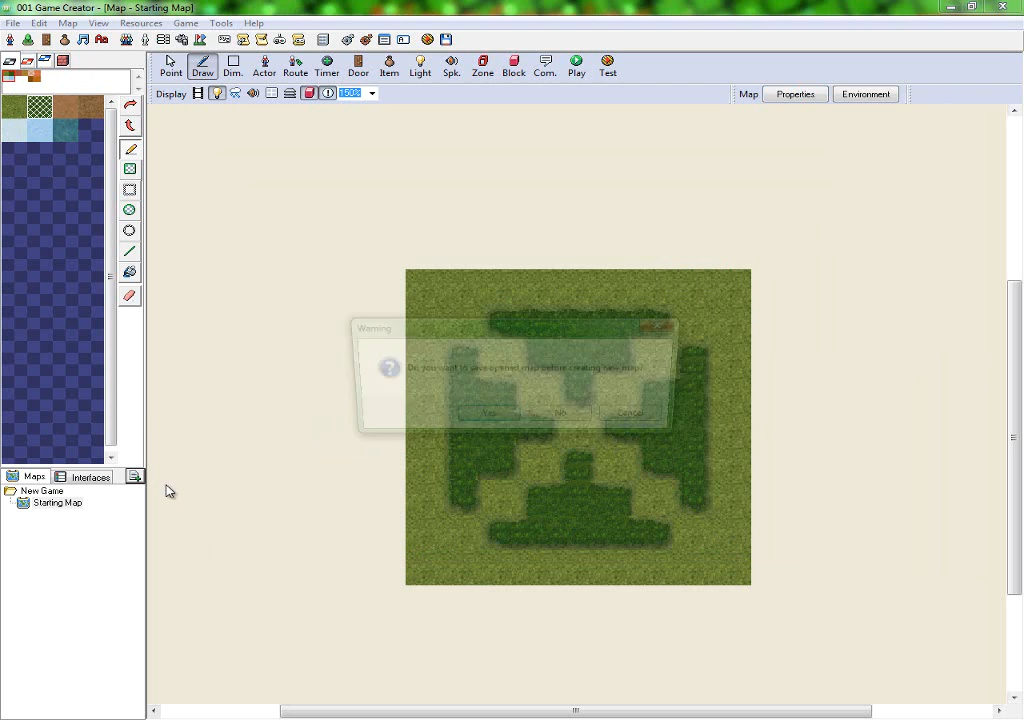 001 Game Creator - [Map - Starting Map]
File Edit Map View Resources Game Tools Help
Point Draw Dim. Actor Route Timer Door Item Light Spk. Zone Block Com. Play Test
Display 150% Map Properties Environment
Warning
Do you want to save opened map before creating new map?
Yes No Cancel
Maps Interfaces
New Game
Starting Map